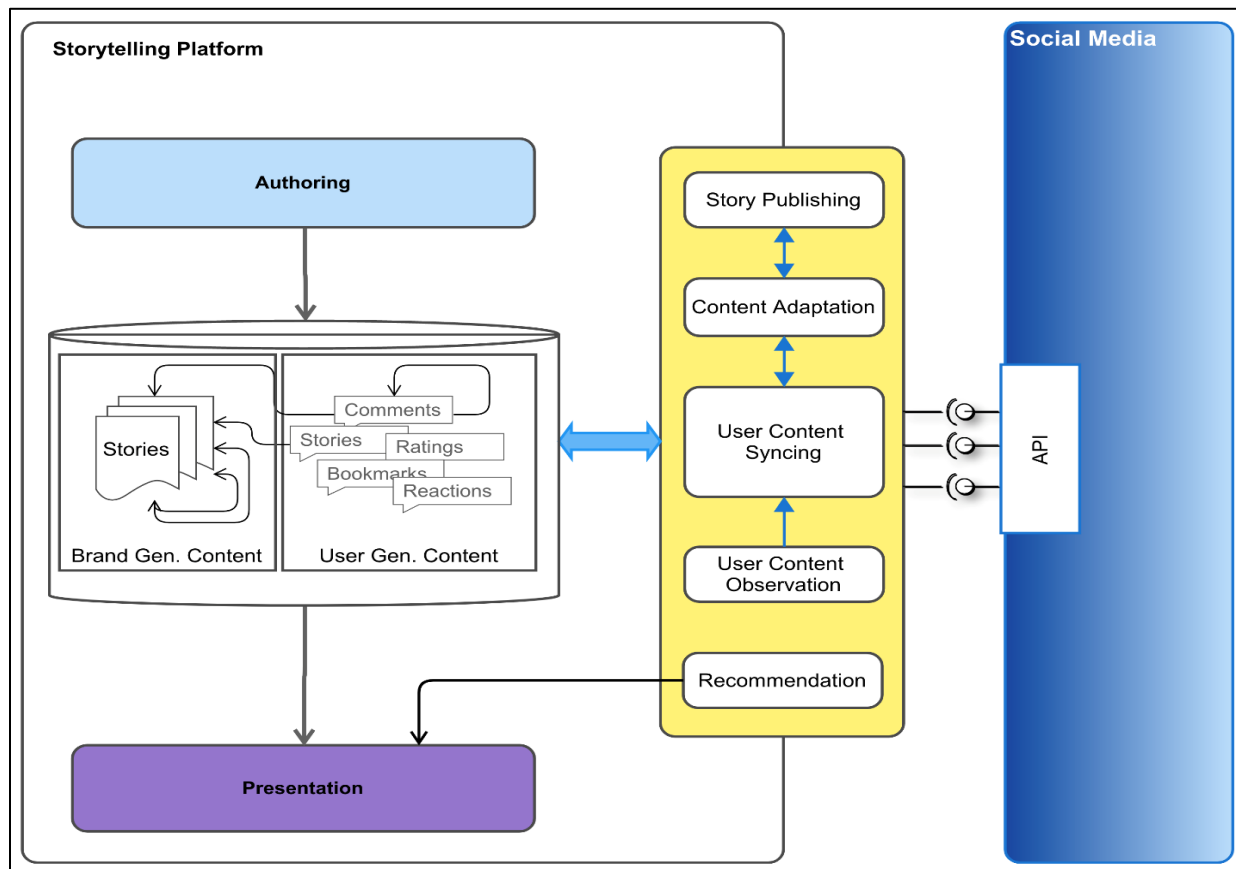 Storytelling Platform
Social Media
Authoring
Story Publishing
Content Adaptation
User Content
Syncing
User Content
Observation
Recommendation
API
Stories
Comments
Stories
Ratings
Bookmarks
Reactions
Brand Gen. Content
User Gen. Content
Presentation